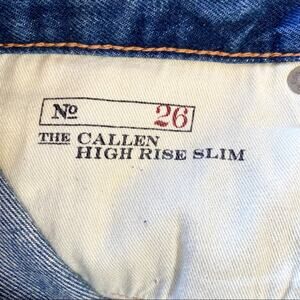 Nº 26
THE CALLEN
HIGH RISE SLIM